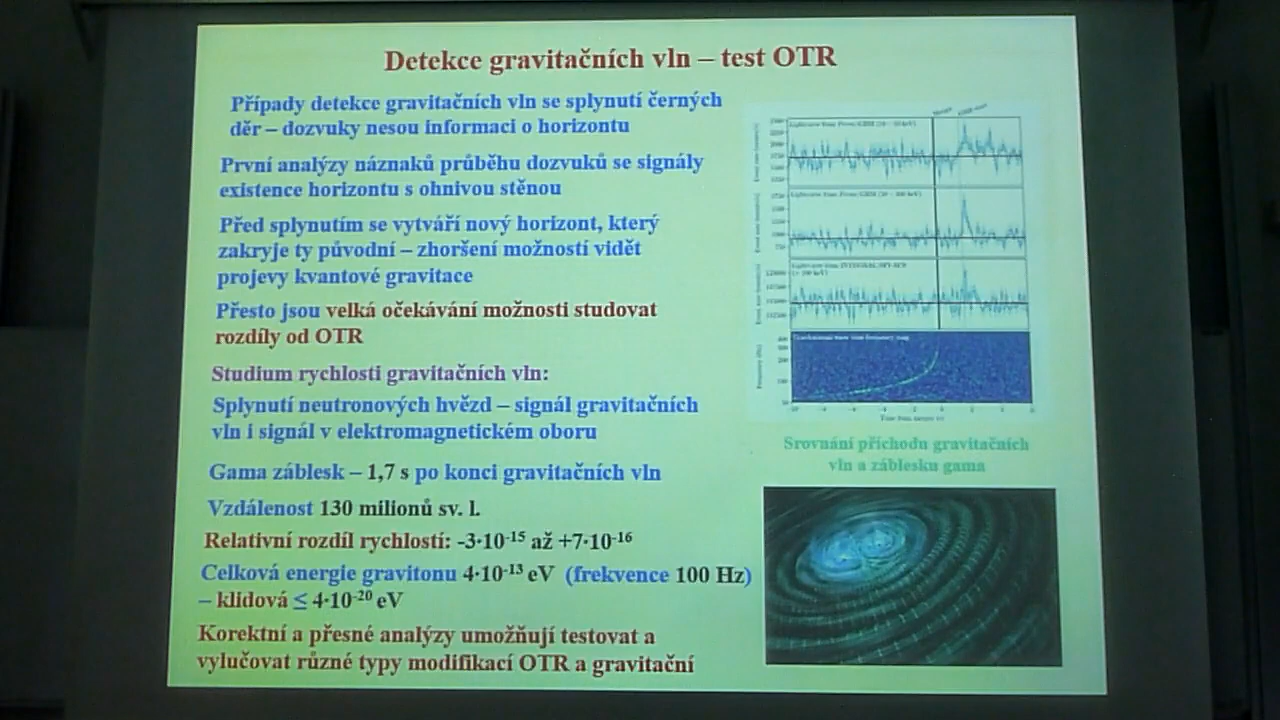 Detekce gravitačních vln – test OTR
Případy detekce gravitačních vln se splynutí černých
děr – dozvuky nesou informaci o horizontu
První analýzy náznaků průběhu dozvuků se signály
existence horizontu s ohnivou stěnou
Před splynutím se vytváří nový horizont, který
zakryje ty původní – zhoršení možností vidět
projevy kvantové gravitace
Přesto jsou velká očekávání možnosti studovat
rozdíly od OTR
Studium rychlosti gravitačních vln:
Splynutí neutronových hvězd – signál gravitačních
vln i signál v elektromagnetickém oboru
Gama záblesk – 1,7 s po konci gravitačních vln
Vzdálenost 130 milionů sv. l.
Relativní rozdíl rychlostí: -3·10⁻¹⁵ až +7·10⁻¹⁶
Celková energie gravitonu 4·10⁻¹³ eV (frekvence 100 Hz)
– klidová ≤ 4·10⁻²⁰ eV
Korektní a přesné analýzy umožňují testovat a
vylučovat různé typy modifikací OTR a gravitační
Srovnání příchodu gravitačních
vln a záblesku gama